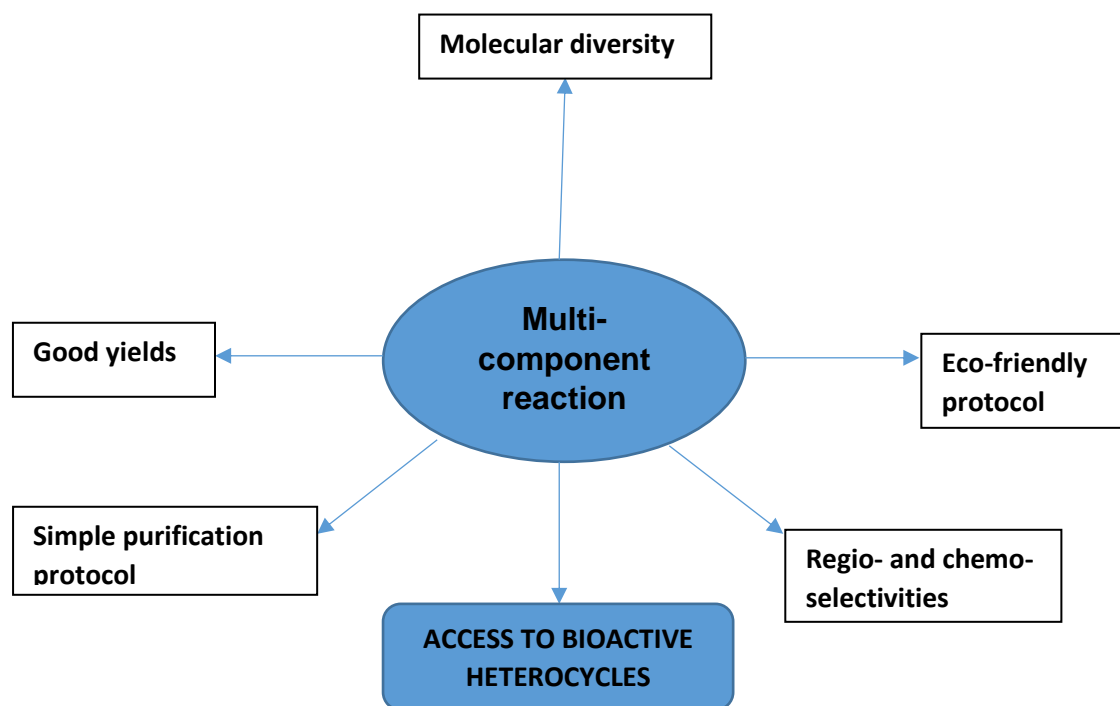 Molecular diversity
Multi-
component
reaction
Good yields
Eco-friendly
protocol
Simple purification
protocol
Regio- and chemo-
selectivities
ACCESS TO BIOACTIVE
HETEROCYCLES